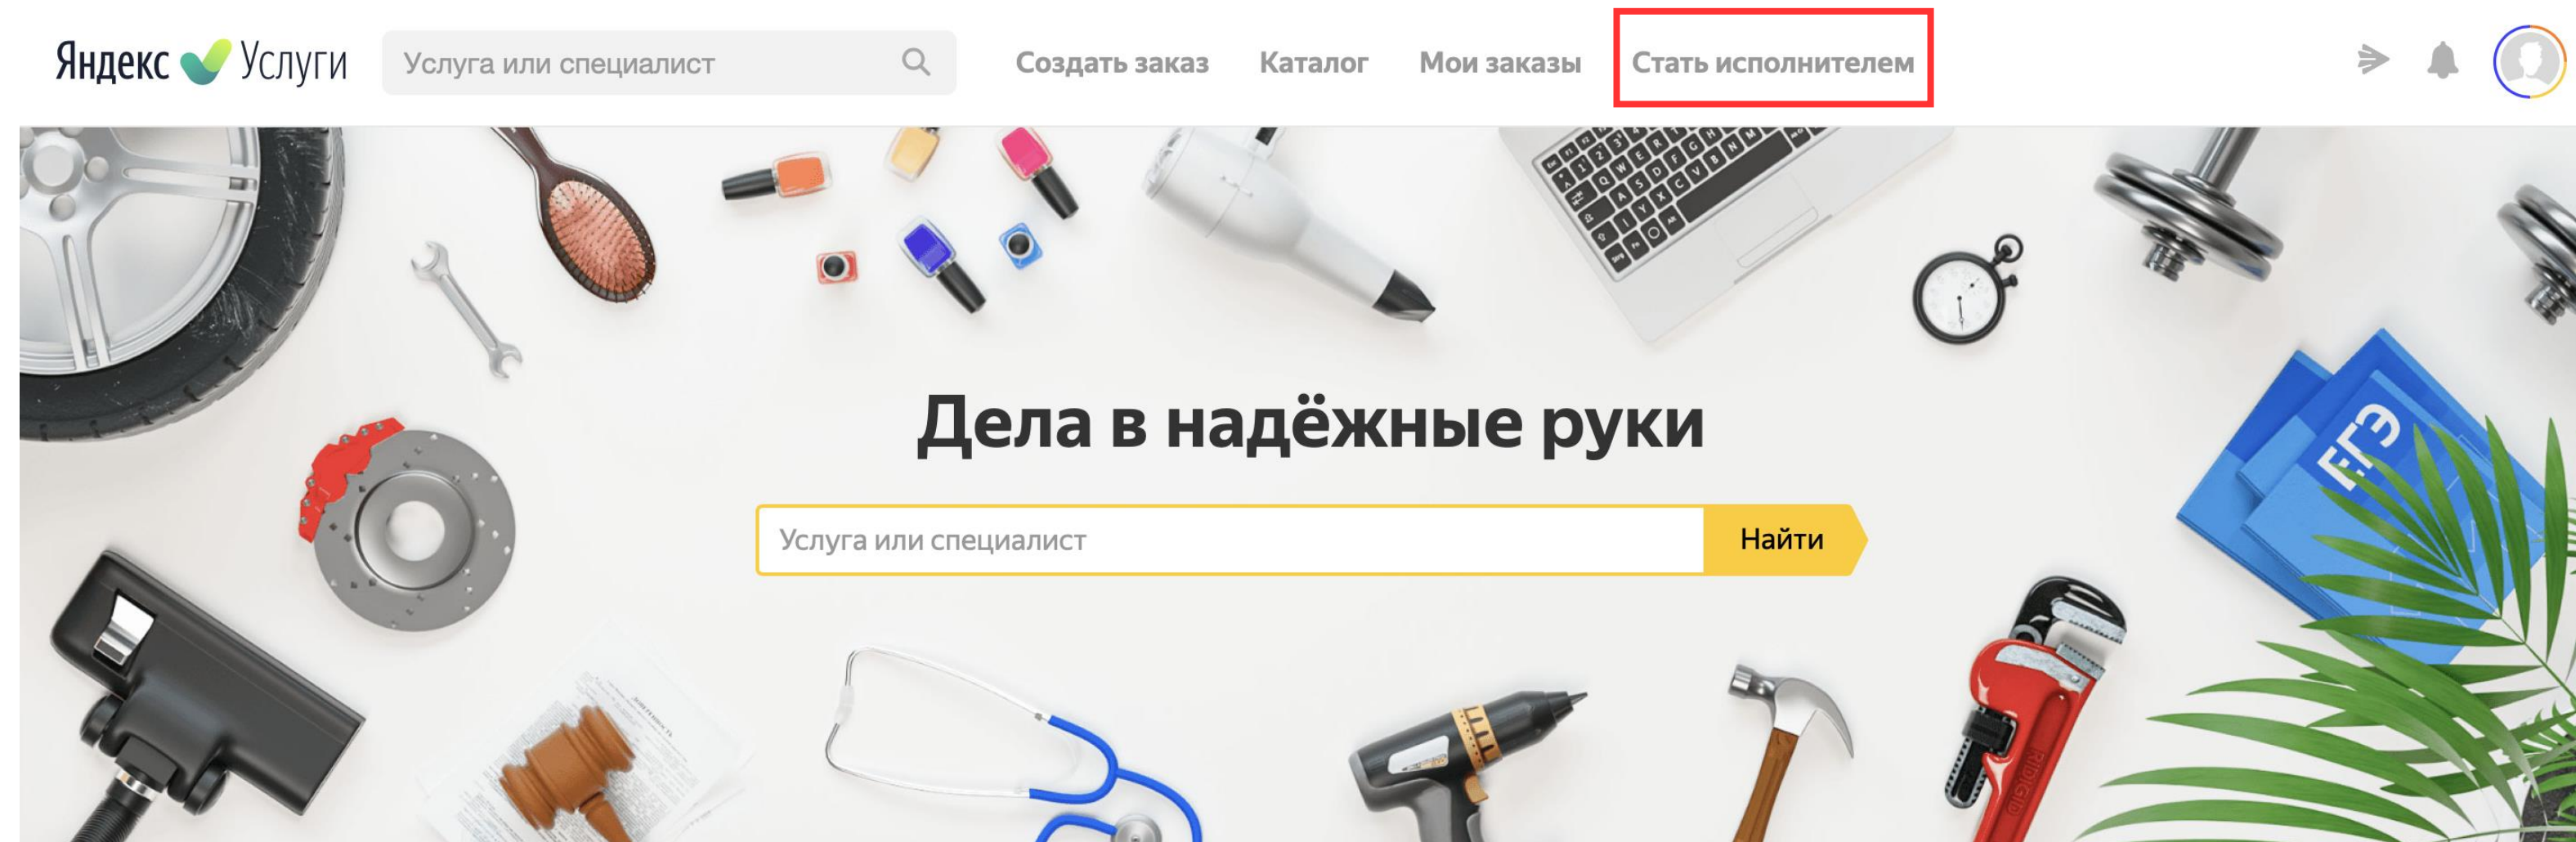 Яндекс Услуги
Услуга или специалист
Создать заказ
Каталог
Мои заказы
Стать исполнителем
Дела в надёжные руки
Услуга или специалист
Найти
ЕГЭ
RIDGID